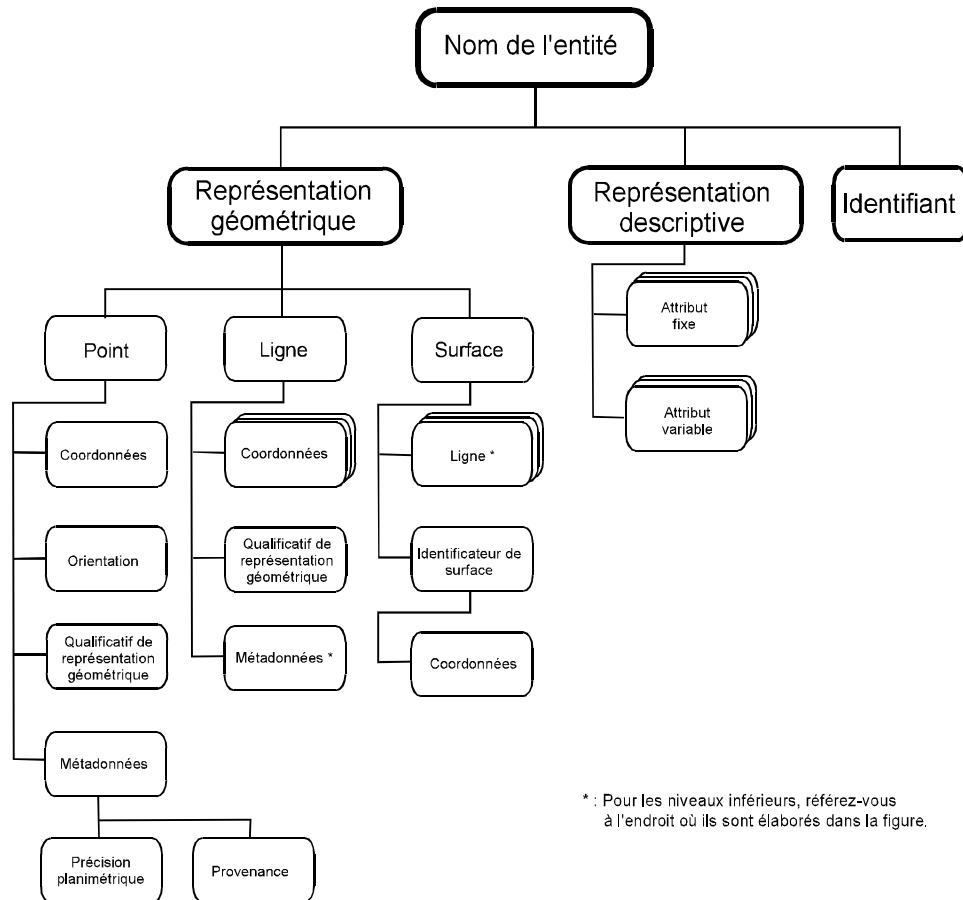 Nom de l'entité
Représentation
géométrique
Représentation
descriptive
Identifiant
Attribut
fixe
Attribut
variable
Point
Ligne
Surface
Coordonnées
Coordonnées
Ligne *
Orientation
Qualificatif de
représentation
géométrique
Identificateur de
surface
Qualificatif de
représentation
géométrique
Métadonnées *
Coordonnées
Métadonnées
Précision
planimétrique
Provenance
* : Pour les niveaux inférieurs, référez-vous
à l'endroit où ils sont élaborés dans la figure.